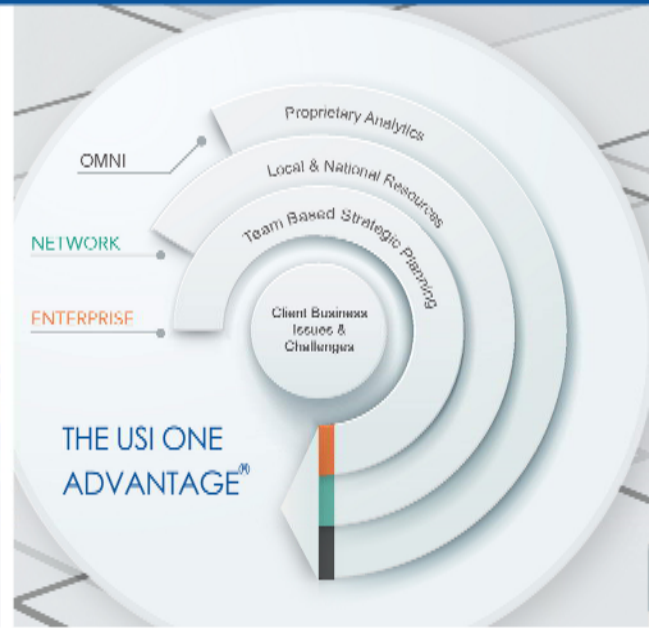 Proprietary Analytics
OMNI
Local & National Resources
Team Based Strategic Planning
NETWORK
ENTERPRISE
Client Business
Issues &
Challenges
THE USI ONE
ADVANTAGE®